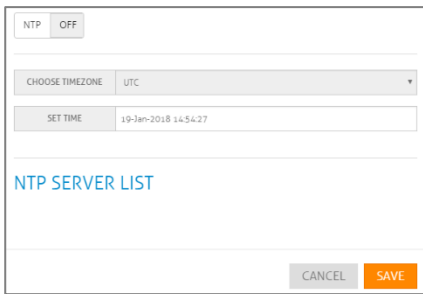 NTP OFF
CHOOSE TIMEZONE UTC
SET TIME 19-Jan-2018 14:54:27
NTP SERVER LIST
CANCEL SAVE